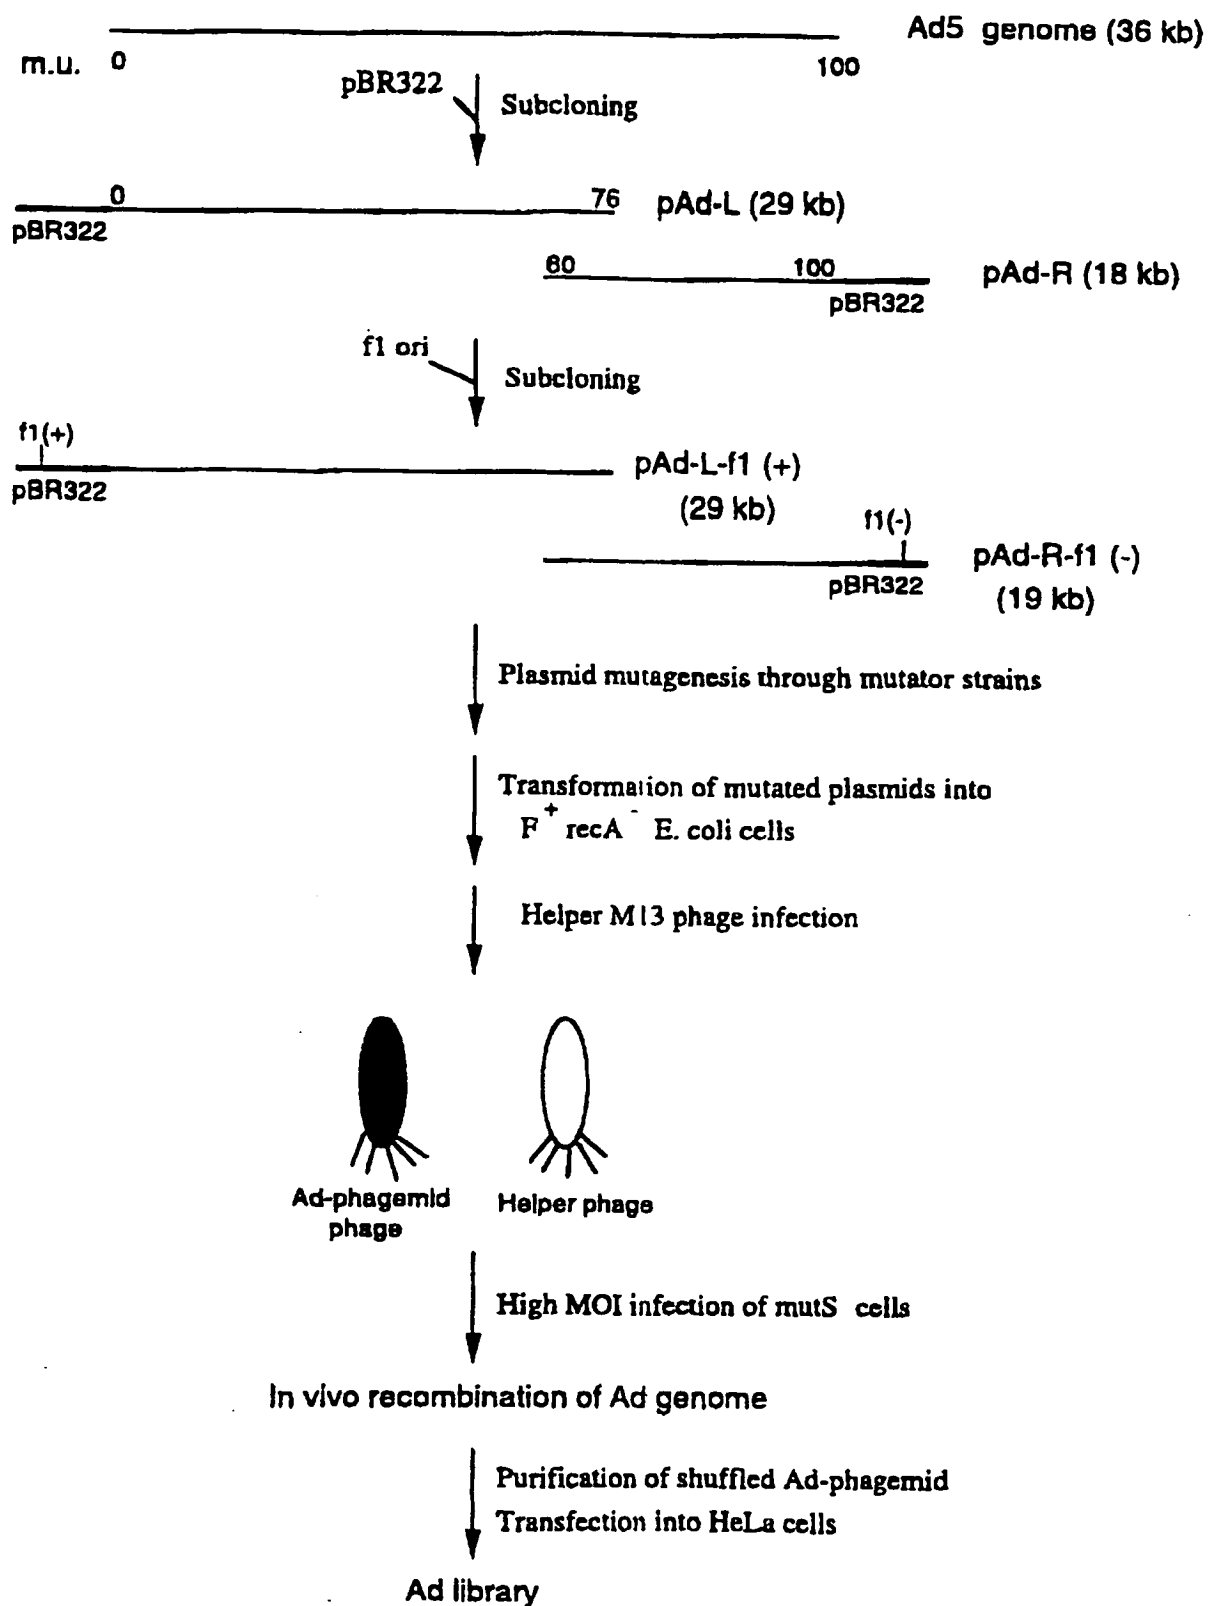 Ad5 genome (36 kb)
m.u. 0 100
pBR322 Subcloning
0 76 pAd-L (29 kb)
pBR322
60 100 pAd-R (18 kb)
pBR322
f1 ori Subcloning
f1(+)
pBR322
pAd-L-f1 (+)
(29 kb)
f1(-)
pBR322
pAd-R-f1 (-)
(19 kb)
Plasmid mutagenesis through mutator strains
Transformation of mutated plasmids into
F+ recA- E. coli cells
Helper M13 phage infection
Ad-phagemid
phage
Helper phage
High MOI infection of mutS cells
In vivo recombination of Ad genome
Purification of shuffled Ad-phagemid
Transfection into HeLa cells
Ad library